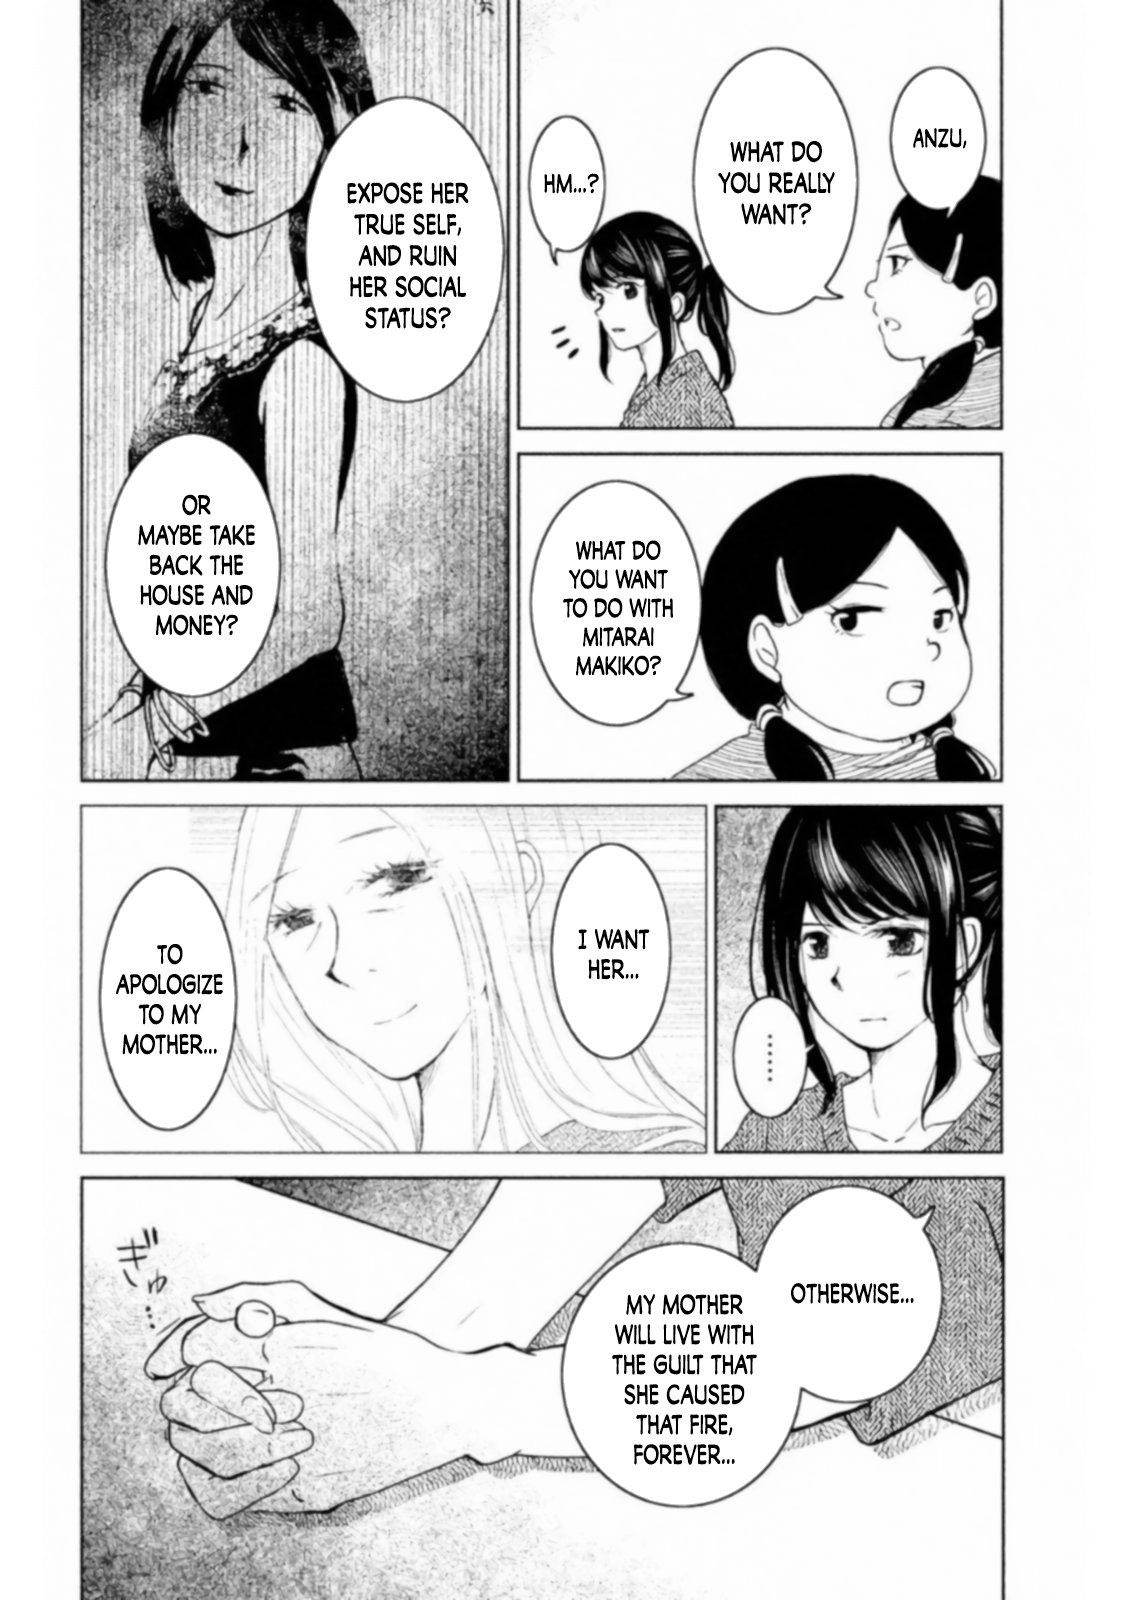 ANZU,
WHAT DO
YOU REALLY
WANT?
HM...?
WHAT DO
YOU WANT
TO DO WITH
MITARAI
MAKIKO?
EXPOSE HER
TRUE SELF,
AND RUIN
HER SOCIAL
STATUS?
OR
MAYBE TAKE
BACK THE
HOUSE AND
MONEY?
.......
I WANT
HER...
TO
APOLOGIZE
TO MY
MOTHER...
OTHERWISE...
MY MOTHER
WILL LIVE WITH
THE GUILT THAT
SHE CAUSED
THAT FIRE,
FOREVER...
ぎゅ...